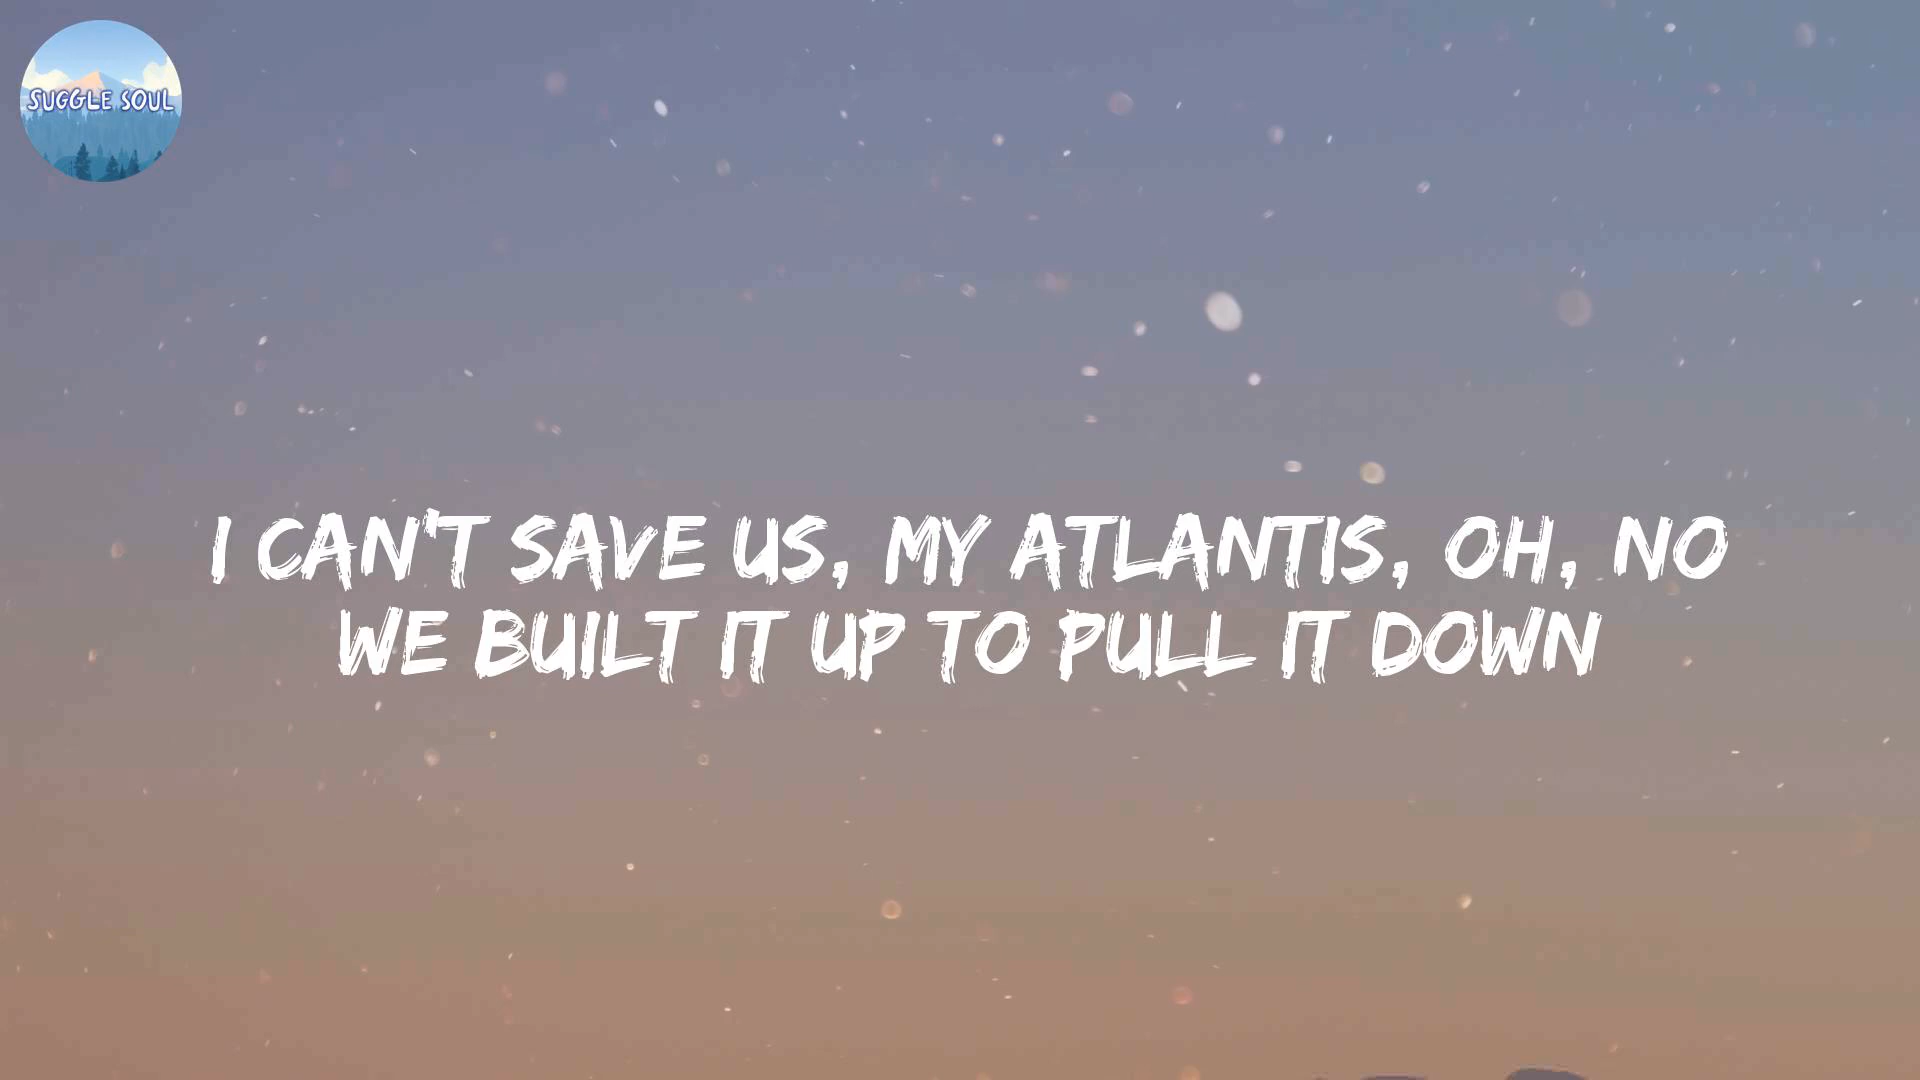 SUGGLE SOUL
I CAN'T SAVE US, MY ATLANTIS, OH, NO
WE BUILT IT UP TO PULL IT DOWN